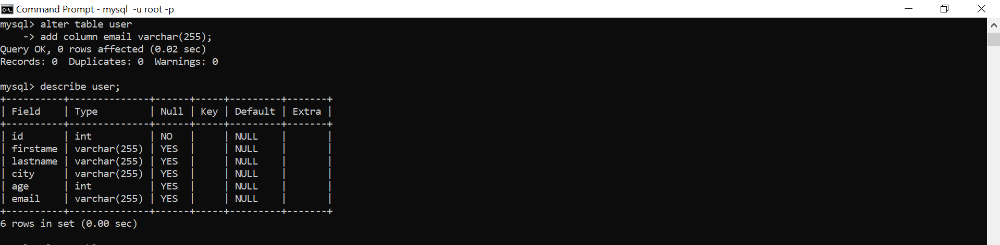 Command Prompt - mysql  -u root -p
mysql> alter table user
    -> add column email varchar(255);
Query OK, 0 rows affected (0.02 sec)
Records: 0  Duplicates: 0  Warnings: 0
mysql> describe user;
+----------+--------------+------+-----+---------+-------+
| Field    | Type         | Null | Key | Default | Extra |
+----------+--------------+------+-----+---------+-------+
| id       | int          | NO   |     | NULL    |       |
| firstame | varchar(255) | YES  |     | NULL    |       |
| lastname | varchar(255) | YES  |     | NULL    |       |
| city     | varchar(255) | YES  |     | NULL    |       |
| age      | int          | YES  |     | NULL    |       |
| email    | varchar(255) | YES  |     | NULL    |       |
+----------+--------------+------+-----+---------+-------+
6 rows in set (0.00 sec)